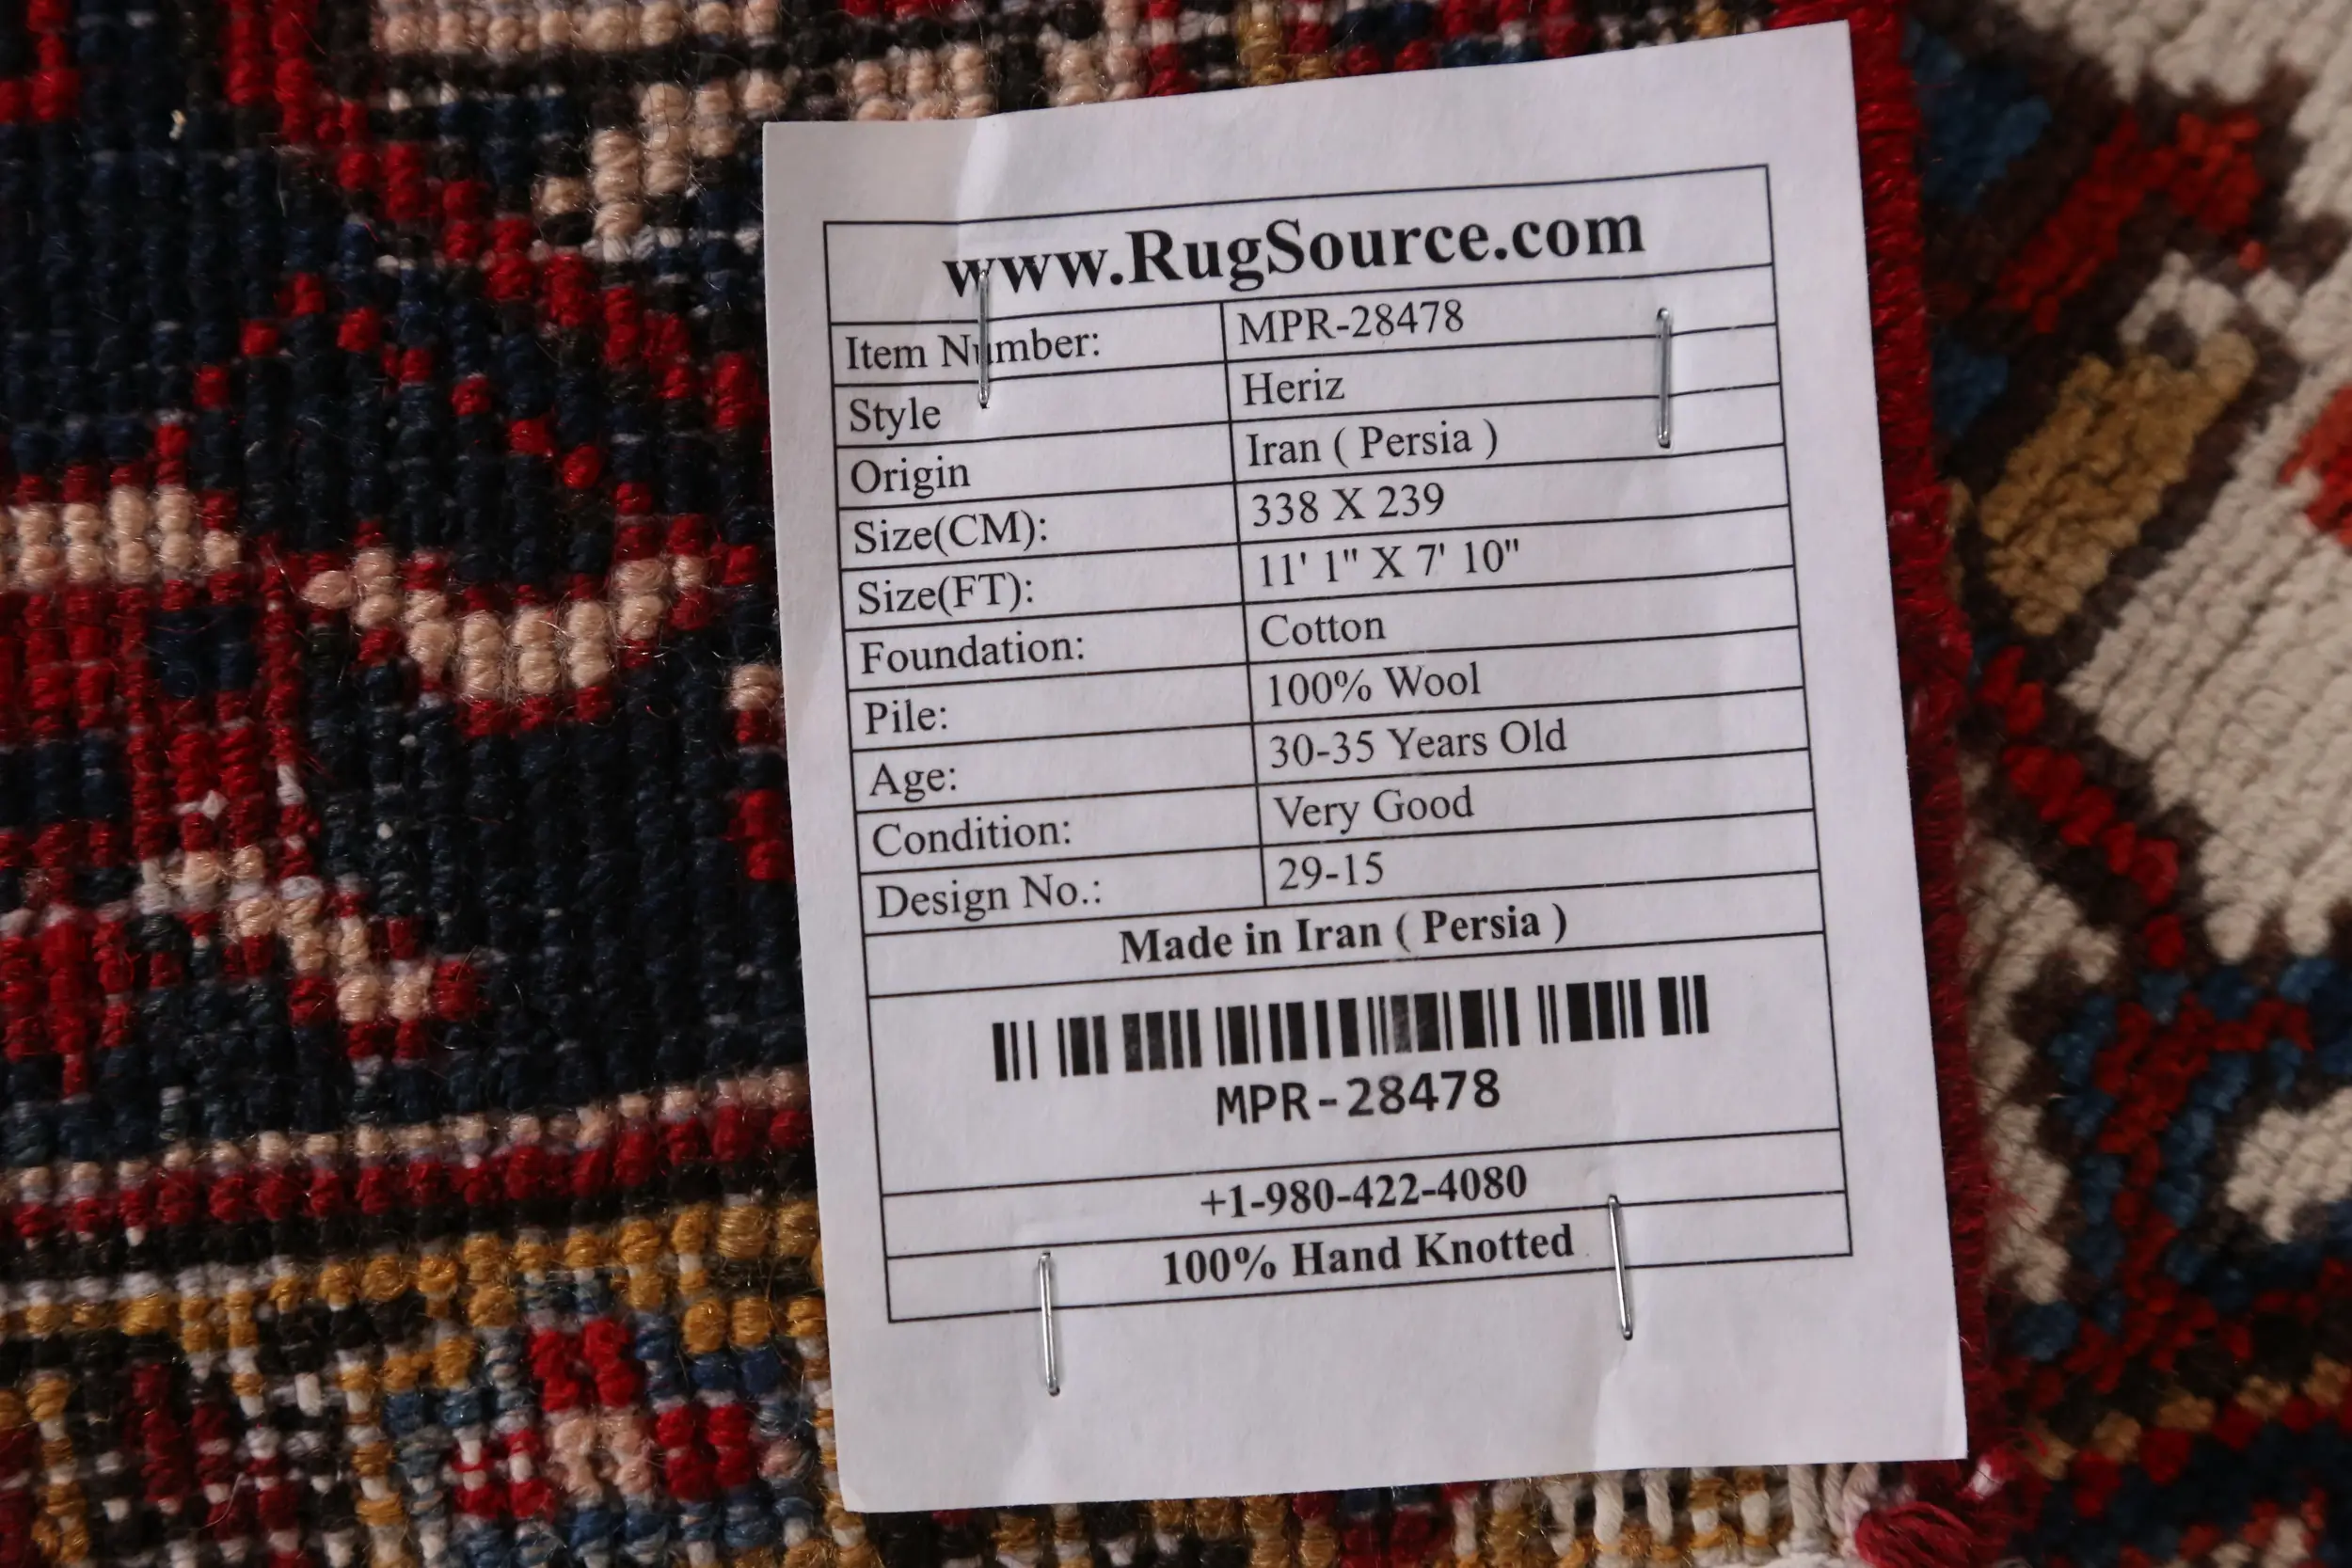 www.RugSource.com
Item Number: MPR-28478
Style Heriz
Origin Iran ( Persia )
Size(CM): 338 X 239
Size(FT): 11' 1" X 7' 10"
Foundation: Cotton
Pile: 100% Wool
Age: 30-35 Years Old
Condition: Very Good
Design No.: 29-15
Made in Iran ( Persia )
MPR-28478
+1-980-422-4080
100% Hand Knotted